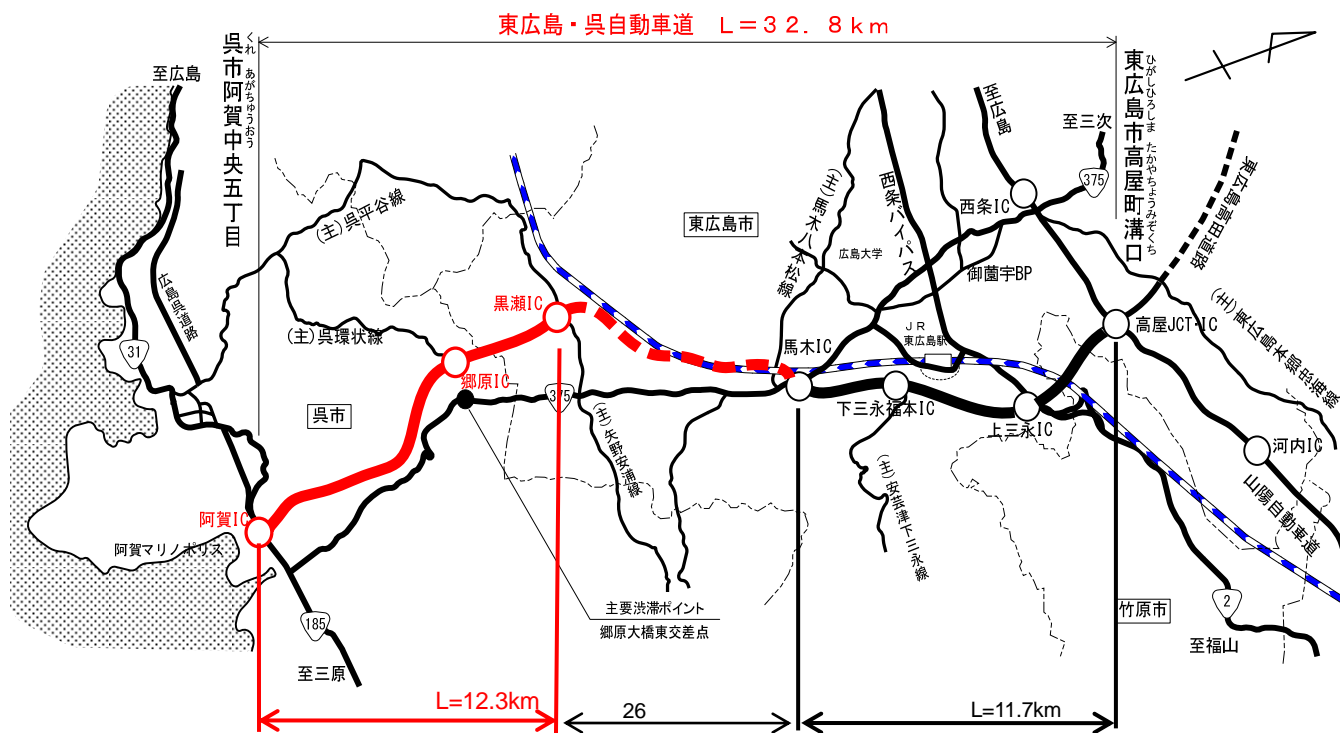 東広島・呉自動車道 L=32.8km
呉市阿賀中央五丁目
くれ あがちゅうおう
東広島市高屋町溝口
ひがしひろしま たかやちょうみぞくち
至広島
至広島
至三次
375
西条IC
東広島高田道路
(主)呉平谷線
東広島市
(主)馬木八本松線
西条バイパス
広島大学
御薗宇BP
広島呉道路
31
(主)呉環状線
黒瀬IC
馬木IC
JR
東広島駅
高屋JCT・IC
(主)東広島本郷忠海線
郷原IC
375
呉市
下三永福本IC
上三永IC
河内IC
(主)矢野安浦線
(主)安芸津下三永線
山陽自動車道
阿賀IC
阿賀マリノポリス
主要渋滞ポイント
郷原大橋東交差点
185
至三原
竹原市
2
至福山
L=12.3km
26
L=11.7km